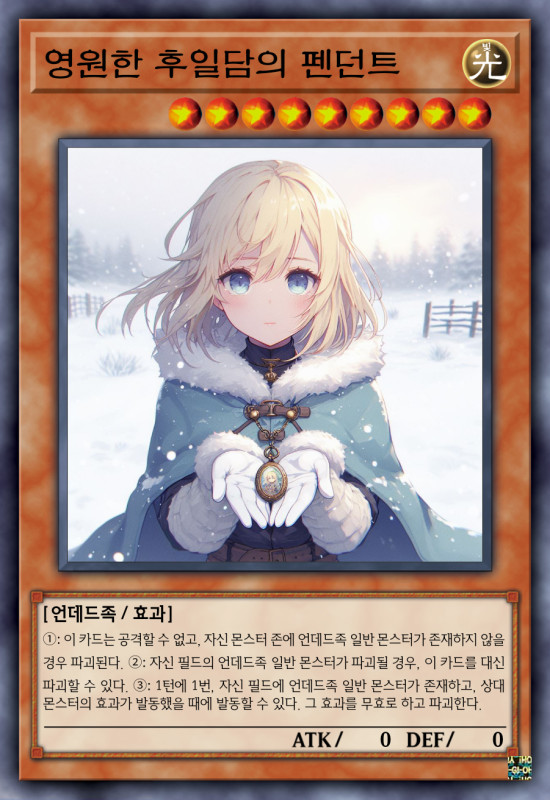 영원한 후일담의 펜던트
빛
光
[언데드족 / 효과]
①: 이 카드는 공격할 수 없고, 자신 몬스터 존에 언데드족 일반 몬스터가 존재하지 않을
경우 파괴된다. ②: 자신 필드의 언데드족 일반 몬스터가 파괴될 경우, 이 카드를 대신
파괴할 수 있다. ③: 1턴에 1번, 자신 필드에 언데드족 일반 몬스터가 존재하고, 상대
몬스터의 효과가 발동했을 때에 발동할 수 있다. 그 효과를 무효로 하고 파괴한다.
ATK/ 0 DEF/ 0